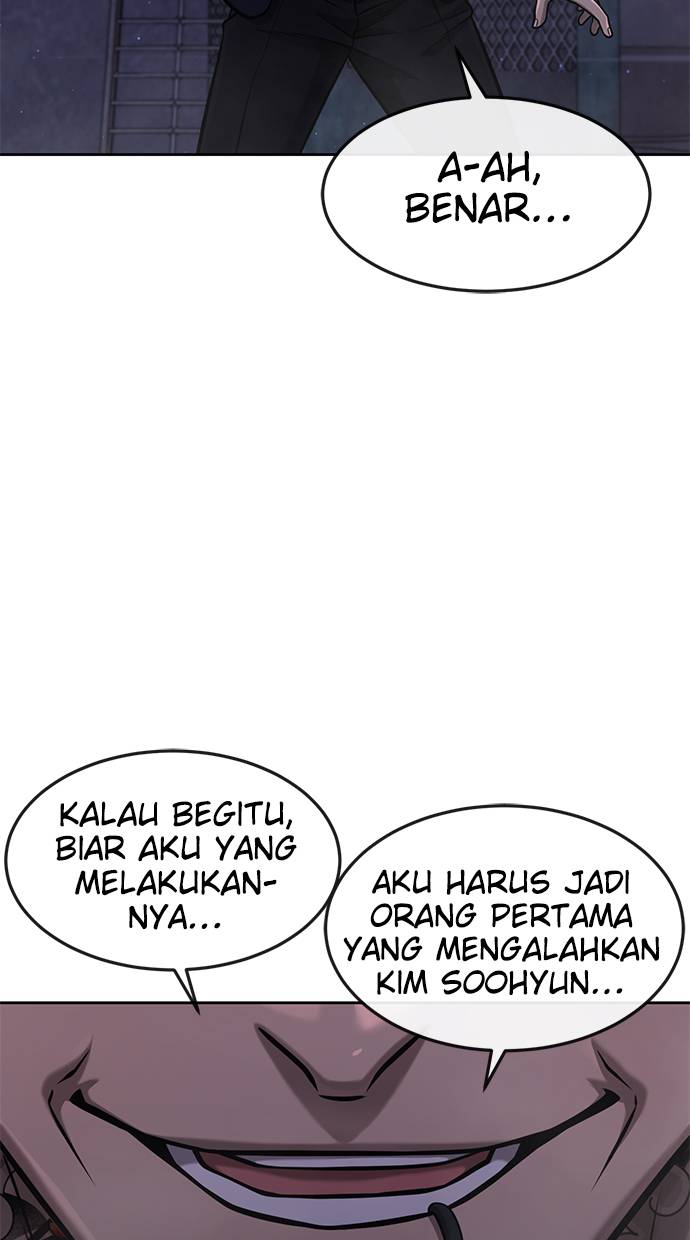 A-AH,
BENAR...
KALAU BEGITU,
BIAR AKU YANG
MELAKUKAN-
NYA...
AKU HARUS JADI
ORANG PERTAMA
YANG MENGALAHKAN
KIM SOOHYUN...